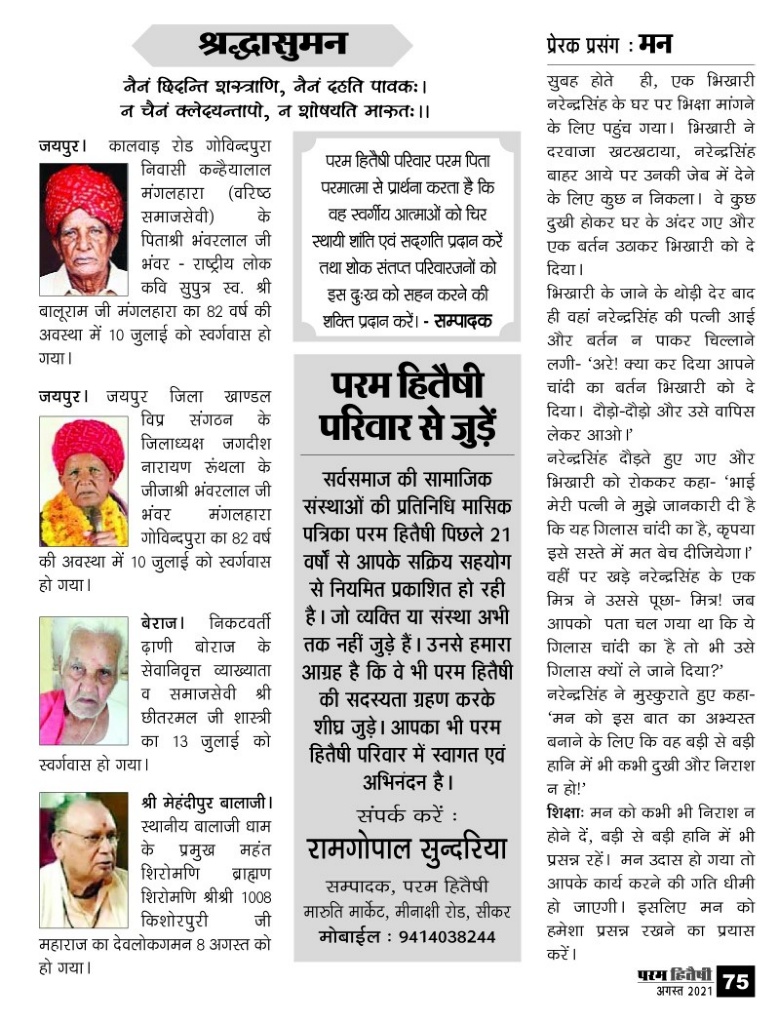 श्रद्धासुमन
नैनं छिदन्ति शस्त्राणि, नैनं दहति पावकः।
न चैनं क्लेदयन्तापो, न शोषयति मारुतः।।
जयपुर। कालवाड़ रोड गोविन्दपुरा
निवासी कन्हैयालाल
मंगलहारा (वरिष्ठ
समाजसेवी) के
पिताश्री भंवरलाल जी
भंवर - राष्ट्रीय लोक
कवि सुपुत्र स्व. श्री
बालूराम जी मंगलहारा का 82 वर्ष की
अवस्था में 10 जुलाई को स्वर्गवास हो
गया।
जयपुर। जयपुर जिला खाण्डल
विप्र संगठन के
जिलाध्यक्ष जगदीश
नारायण रूंथला के
जीजाश्री भंवरलाल जी
भंवर मंगलहारा
गोविन्दपुरा का 82 वर्ष
की अवस्था में 10 जुलाई को स्वर्गवास
हो गया।
बेराज। निकटवर्ती
ढ़ाणी बोराज के
सेवानिवृत्त व्याख्याता
व समाजसेवी श्री
छीतरमल जी शास्त्री
का 13 जुलाई को
स्वर्गवास हो गया।
श्री मेहंदीपुर बालाजी।
स्थानीय बालाजी धाम
के प्रमुख महंत
शिरोमणि ब्राह्मण
शिरोमणि श्रीश्री 1008
किशोरपुरी जी
महाराज का देवलोकगमन 8 अगस्त को
हो गया।
परम हितैषी परिवार परम पिता
परमात्मा से प्रार्थना करता है कि
वह स्वर्गीय आत्माओं को चिर
स्थायी शांति एवं सद्गति प्रदान करें
तथा शोक संतप्त परिवारजनों को
इस दुःख को सहन करने की
शक्ति प्रदान करें। - सम्पादक
परम हितैषी
परिवार से जुड़ें
सर्वसमाज की सामाजिक
संस्थाओं की प्रतिनिधि मासिक
पत्रिका परम हितैषी पिछले 21
वर्षों से आपके सक्रिय सहयोग
से नियमित प्रकाशित हो रही
है। जो व्यक्ति या संस्था अभी
तक नहीं जुड़े हैं। उनसे हमारा
आग्रह है कि वे भी परम हितैषी
की सदस्यता ग्रहण करके
शीघ्र जुड़े। आपका भी परम
हितैषी परिवार में स्वागत एवं
अभिनंदन है।
संपर्क करें :
रामगोपाल सुन्दरिया
सम्पादक, परम हितैषी
मारुति मार्केट, मीनाक्षी रोड, सीकर
मोबाईल : 9414038244
प्रेरक प्रसंग : मन
सुबह होते ही, एक भिखारी
नरेन्द्रसिंह के घर पर भिक्षा मांगने
के लिए पहुंच गया। भिखारी ने
दरवाजा खटखटाया, नरेन्द्रसिंह
बाहर आये पर उनकी जेब में देने
के लिए कुछ न निकला। वे कुछ
दुखी होकर घर के अंदर गए और
एक बर्तन उठाकर भिखारी को दे
दिया।
भिखारी के जाने के थोड़ी देर बाद
ही वहां नरेन्द्रसिंह की पत्नी आई
और बर्तन न पाकर चिल्लाने
लगी- ‘अरे! क्या कर दिया आपने
चांदी का बर्तन भिखारी को दे
दिया। दौड़ो-दौड़ो और उसे वापिस
लेकर आओ।’
नरेन्द्रसिंह दौड़ते हुए गए और
भिखारी को रोककर कहा- ‘भाई
मेरी पत्नी ने मुझे जानकारी दी है
कि यह गिलास चांदी का है, कृपया
इसे सस्ते में मत बेच दीजियेगा।’
वहीं पर खड़े नरेन्द्रसिंह के एक
मित्र ने उससे पूछा- मित्र! जब
आपको पता चल गया था कि ये
गिलास चांदी का है तो भी उसे
गिलास क्यों ले जाने दिया?’
नरेन्द्रसिंह ने मुस्कुराते हुए कहा-
‘मन को इस बात का अभ्यस्त
बनाने के लिए कि वह बड़ी से बड़ी
हानि में भी कभी दुखी और निराश
न हो!’
शिक्षाः मन को कभी भी निराश न
होने दें, बड़ी से बड़ी हानि में भी
प्रसन्न रहें। मन उदास हो गया तो
आपके कार्य करने की गति धीमी
हो जाएगी। इसलिए मन को
हमेशा प्रसन्न रखने का प्रयास
करें।
परम हितैषी
अगस्त 2021
75